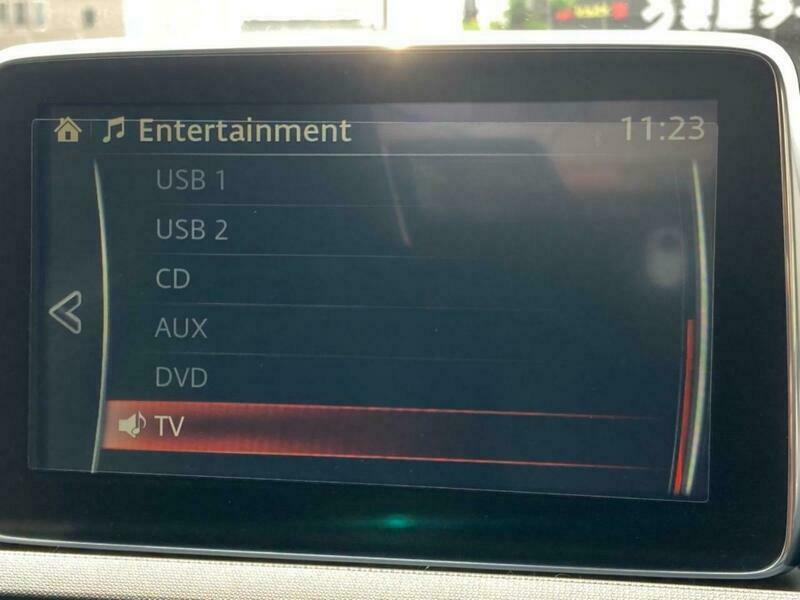 Entertainment 11:23
USB 1
USB 2
CD
AUX
DVD
TV